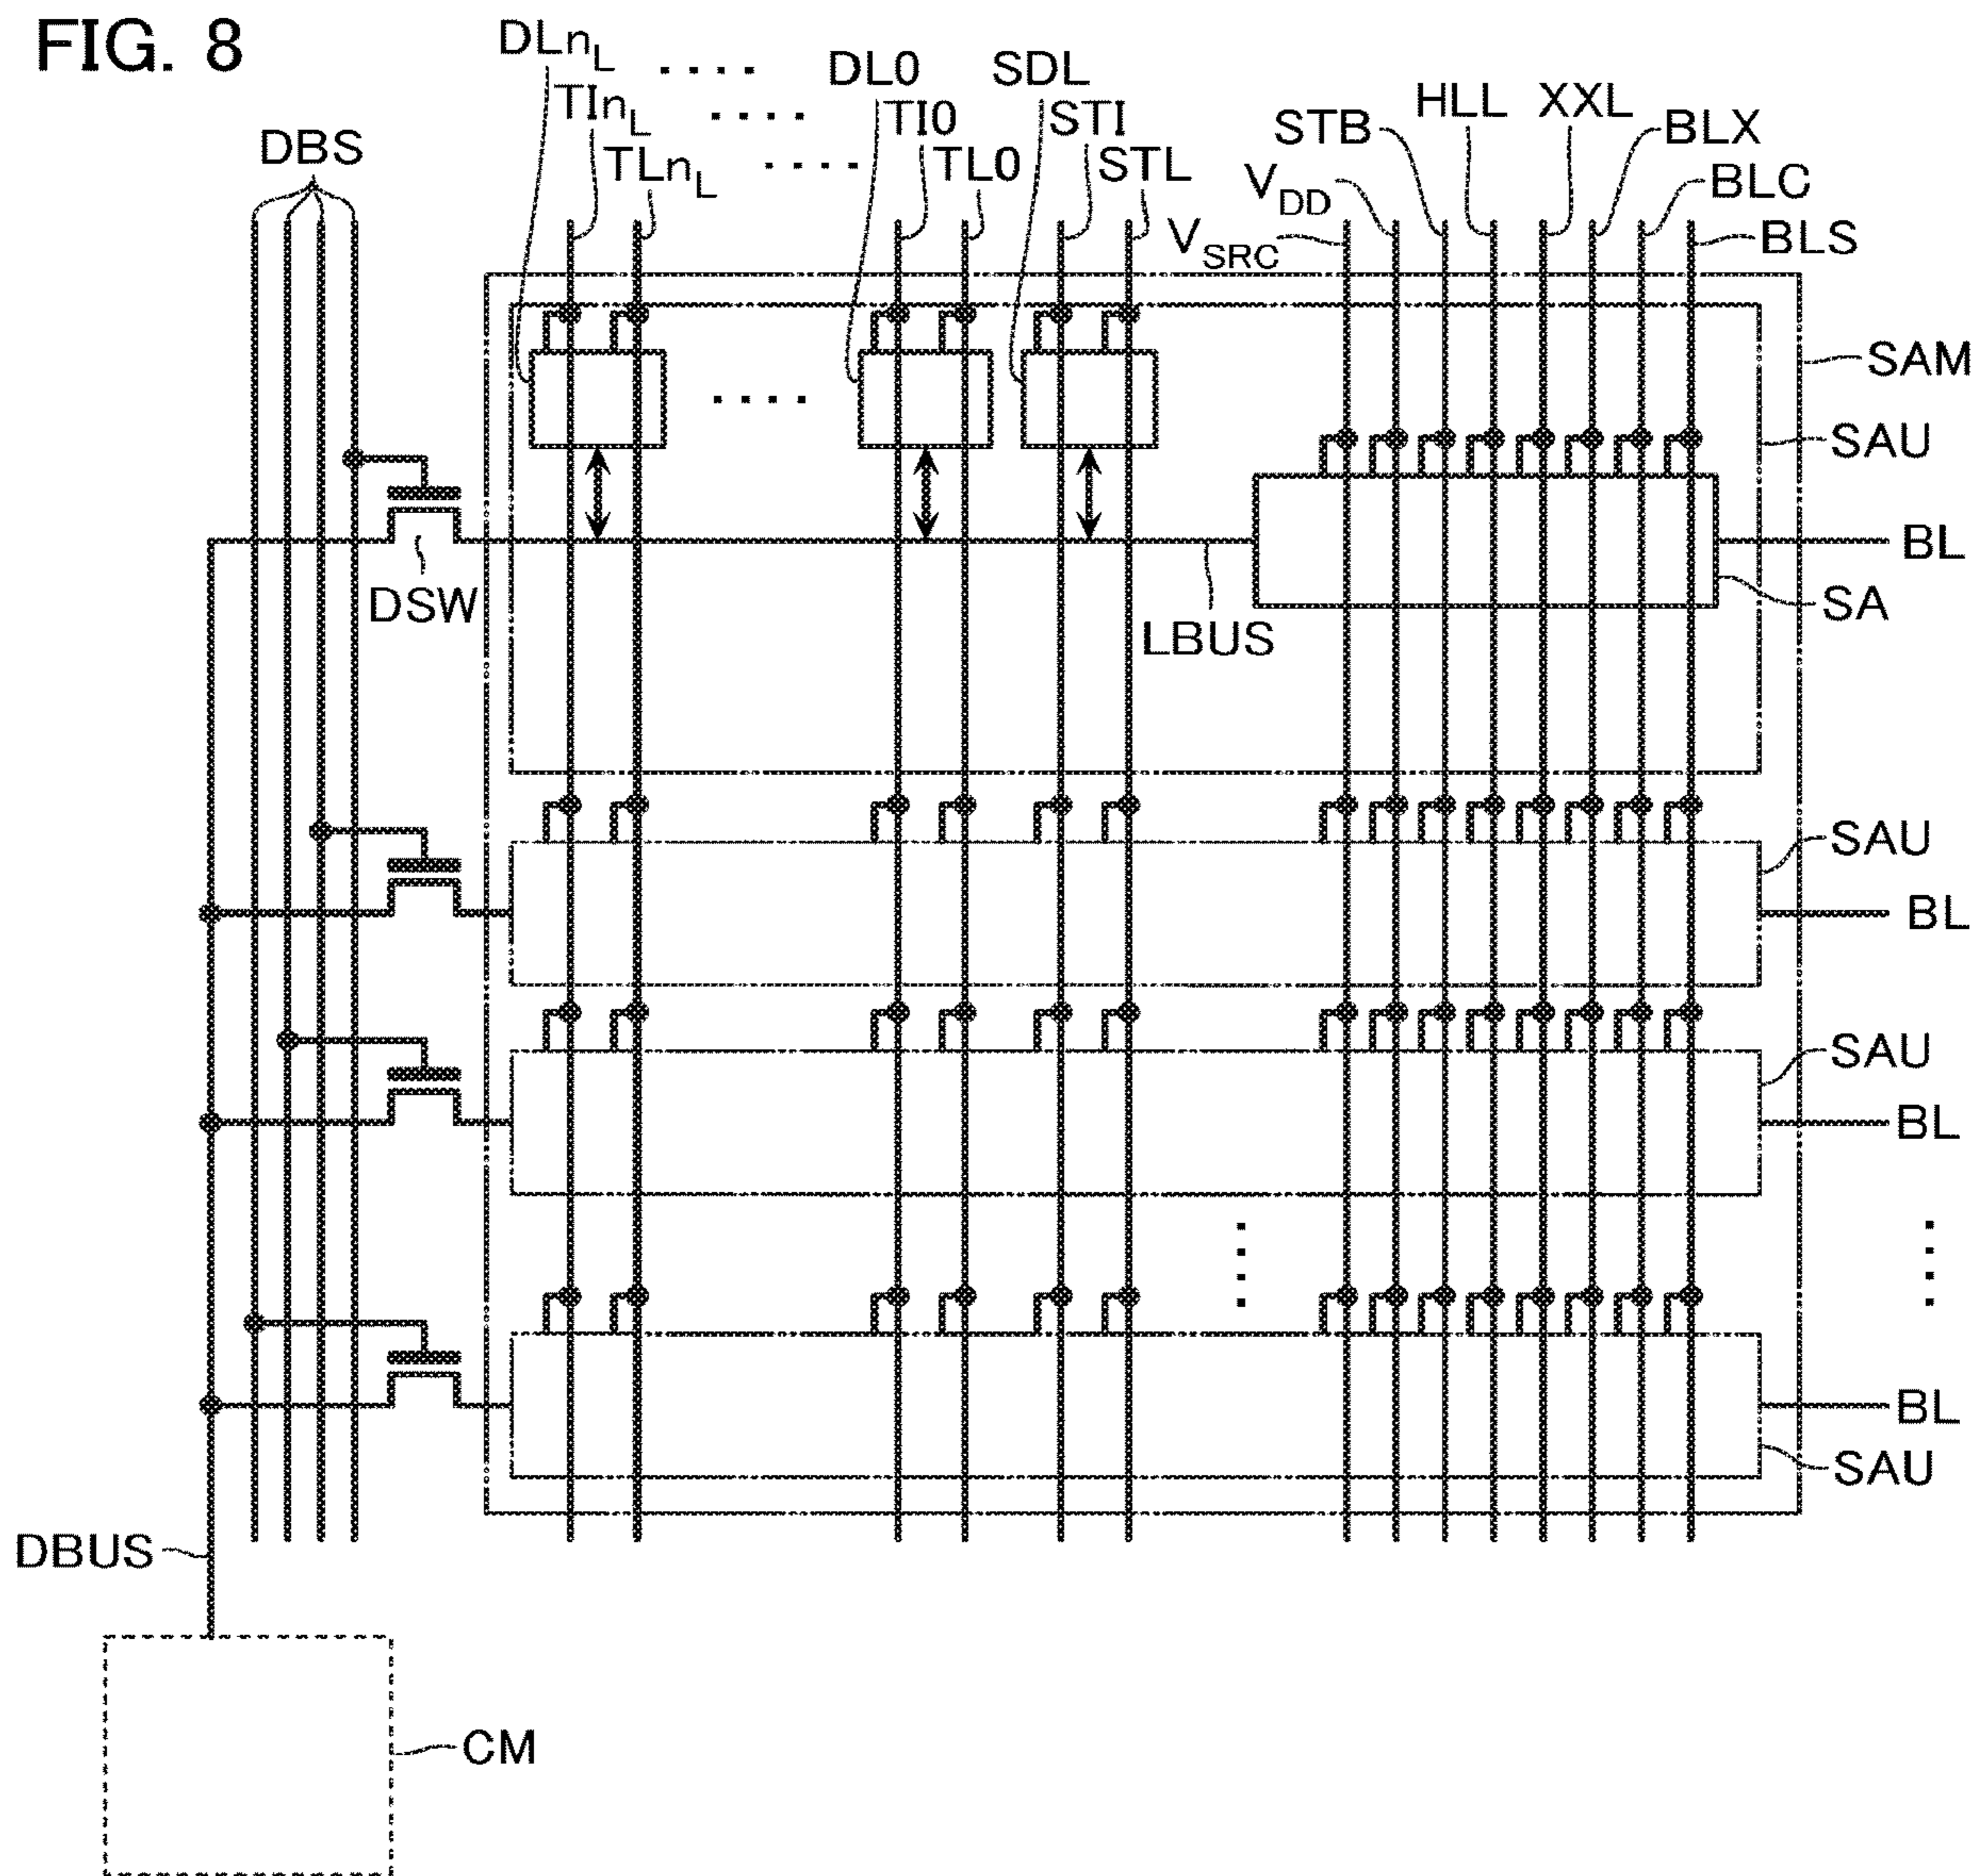 FIG. 8
DLnL
TInL
TLnL
DL0
TI0
TL0
SDL
STI
STL
DBS
VSRC
VDD
STB
HLL
XXL
BLX
BLC
BLS
SAM
SAU
BL
SA
DSW
LBUS
SAU
BL
SAU
BL
BL
SAU
DBUS
CM